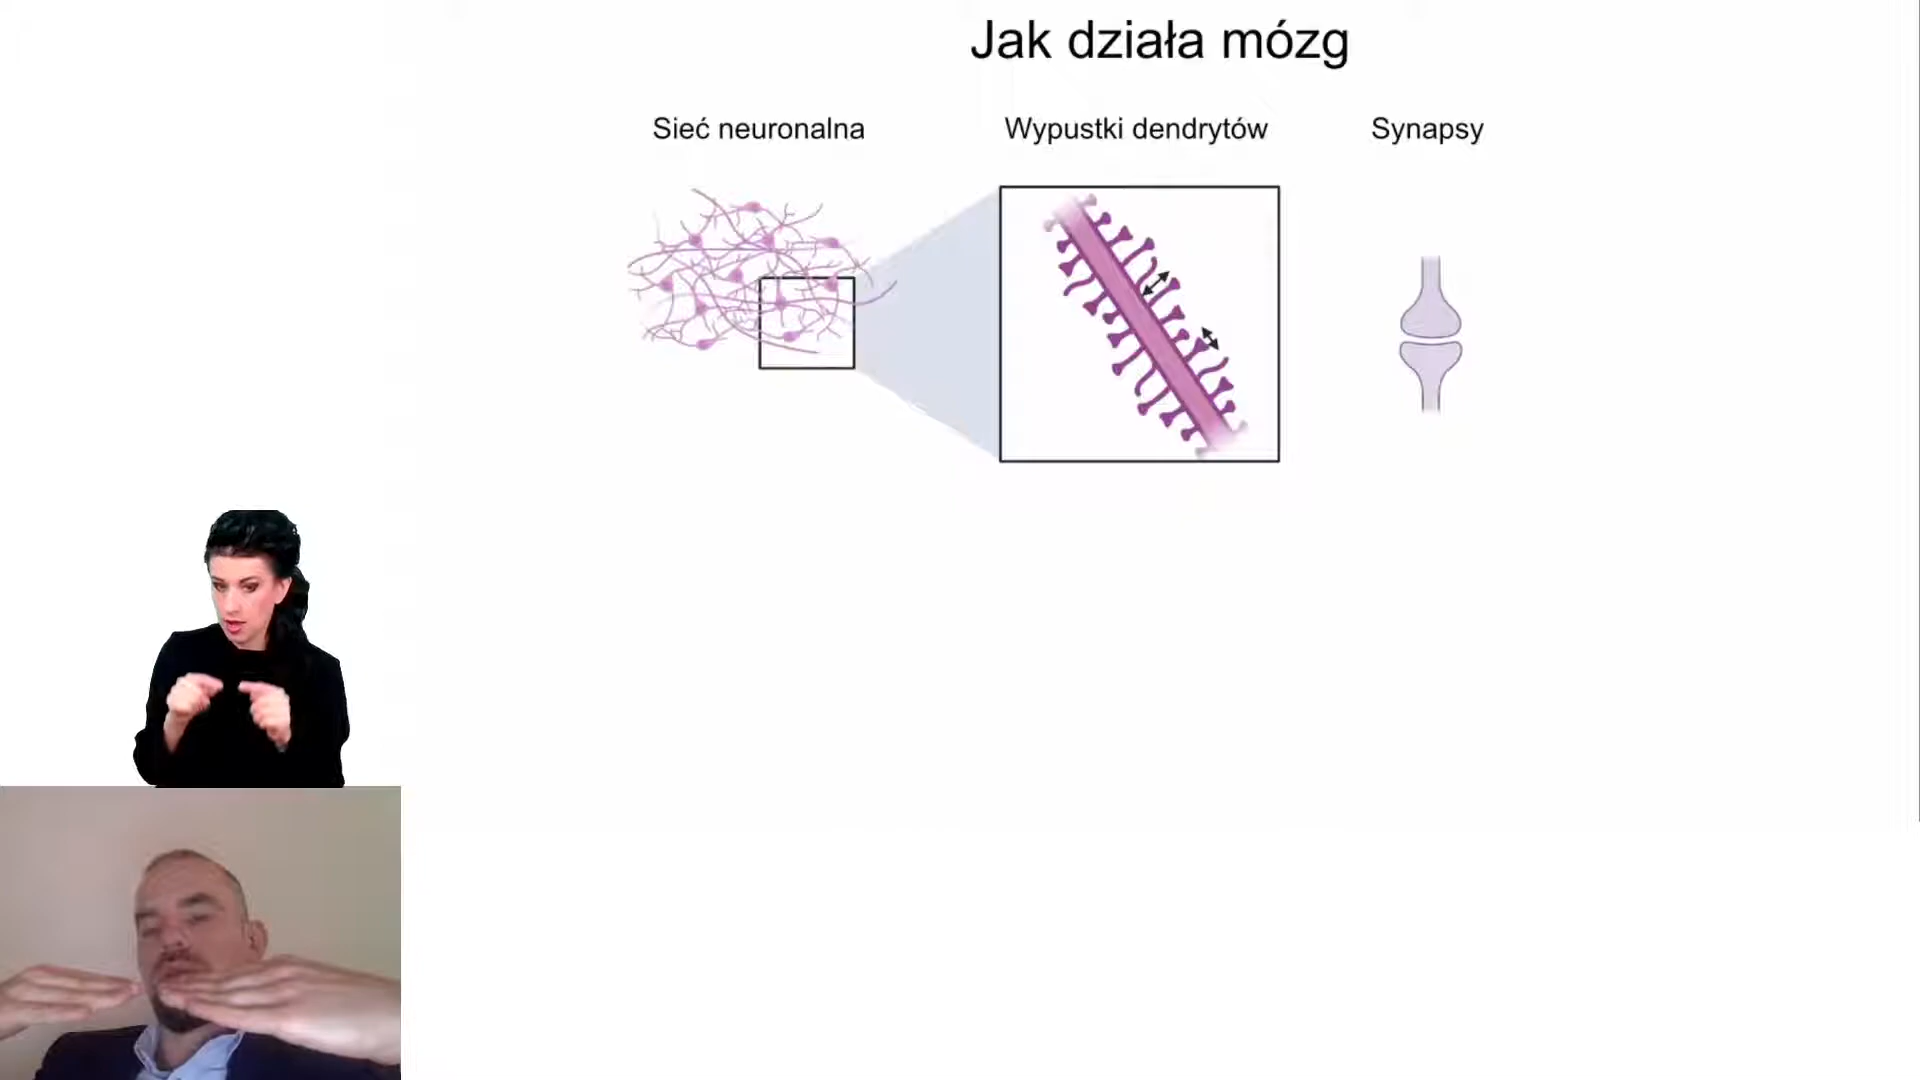 Jak działa mózg
Sieć neuronalna
Wypustki dendrytów
Synapsy